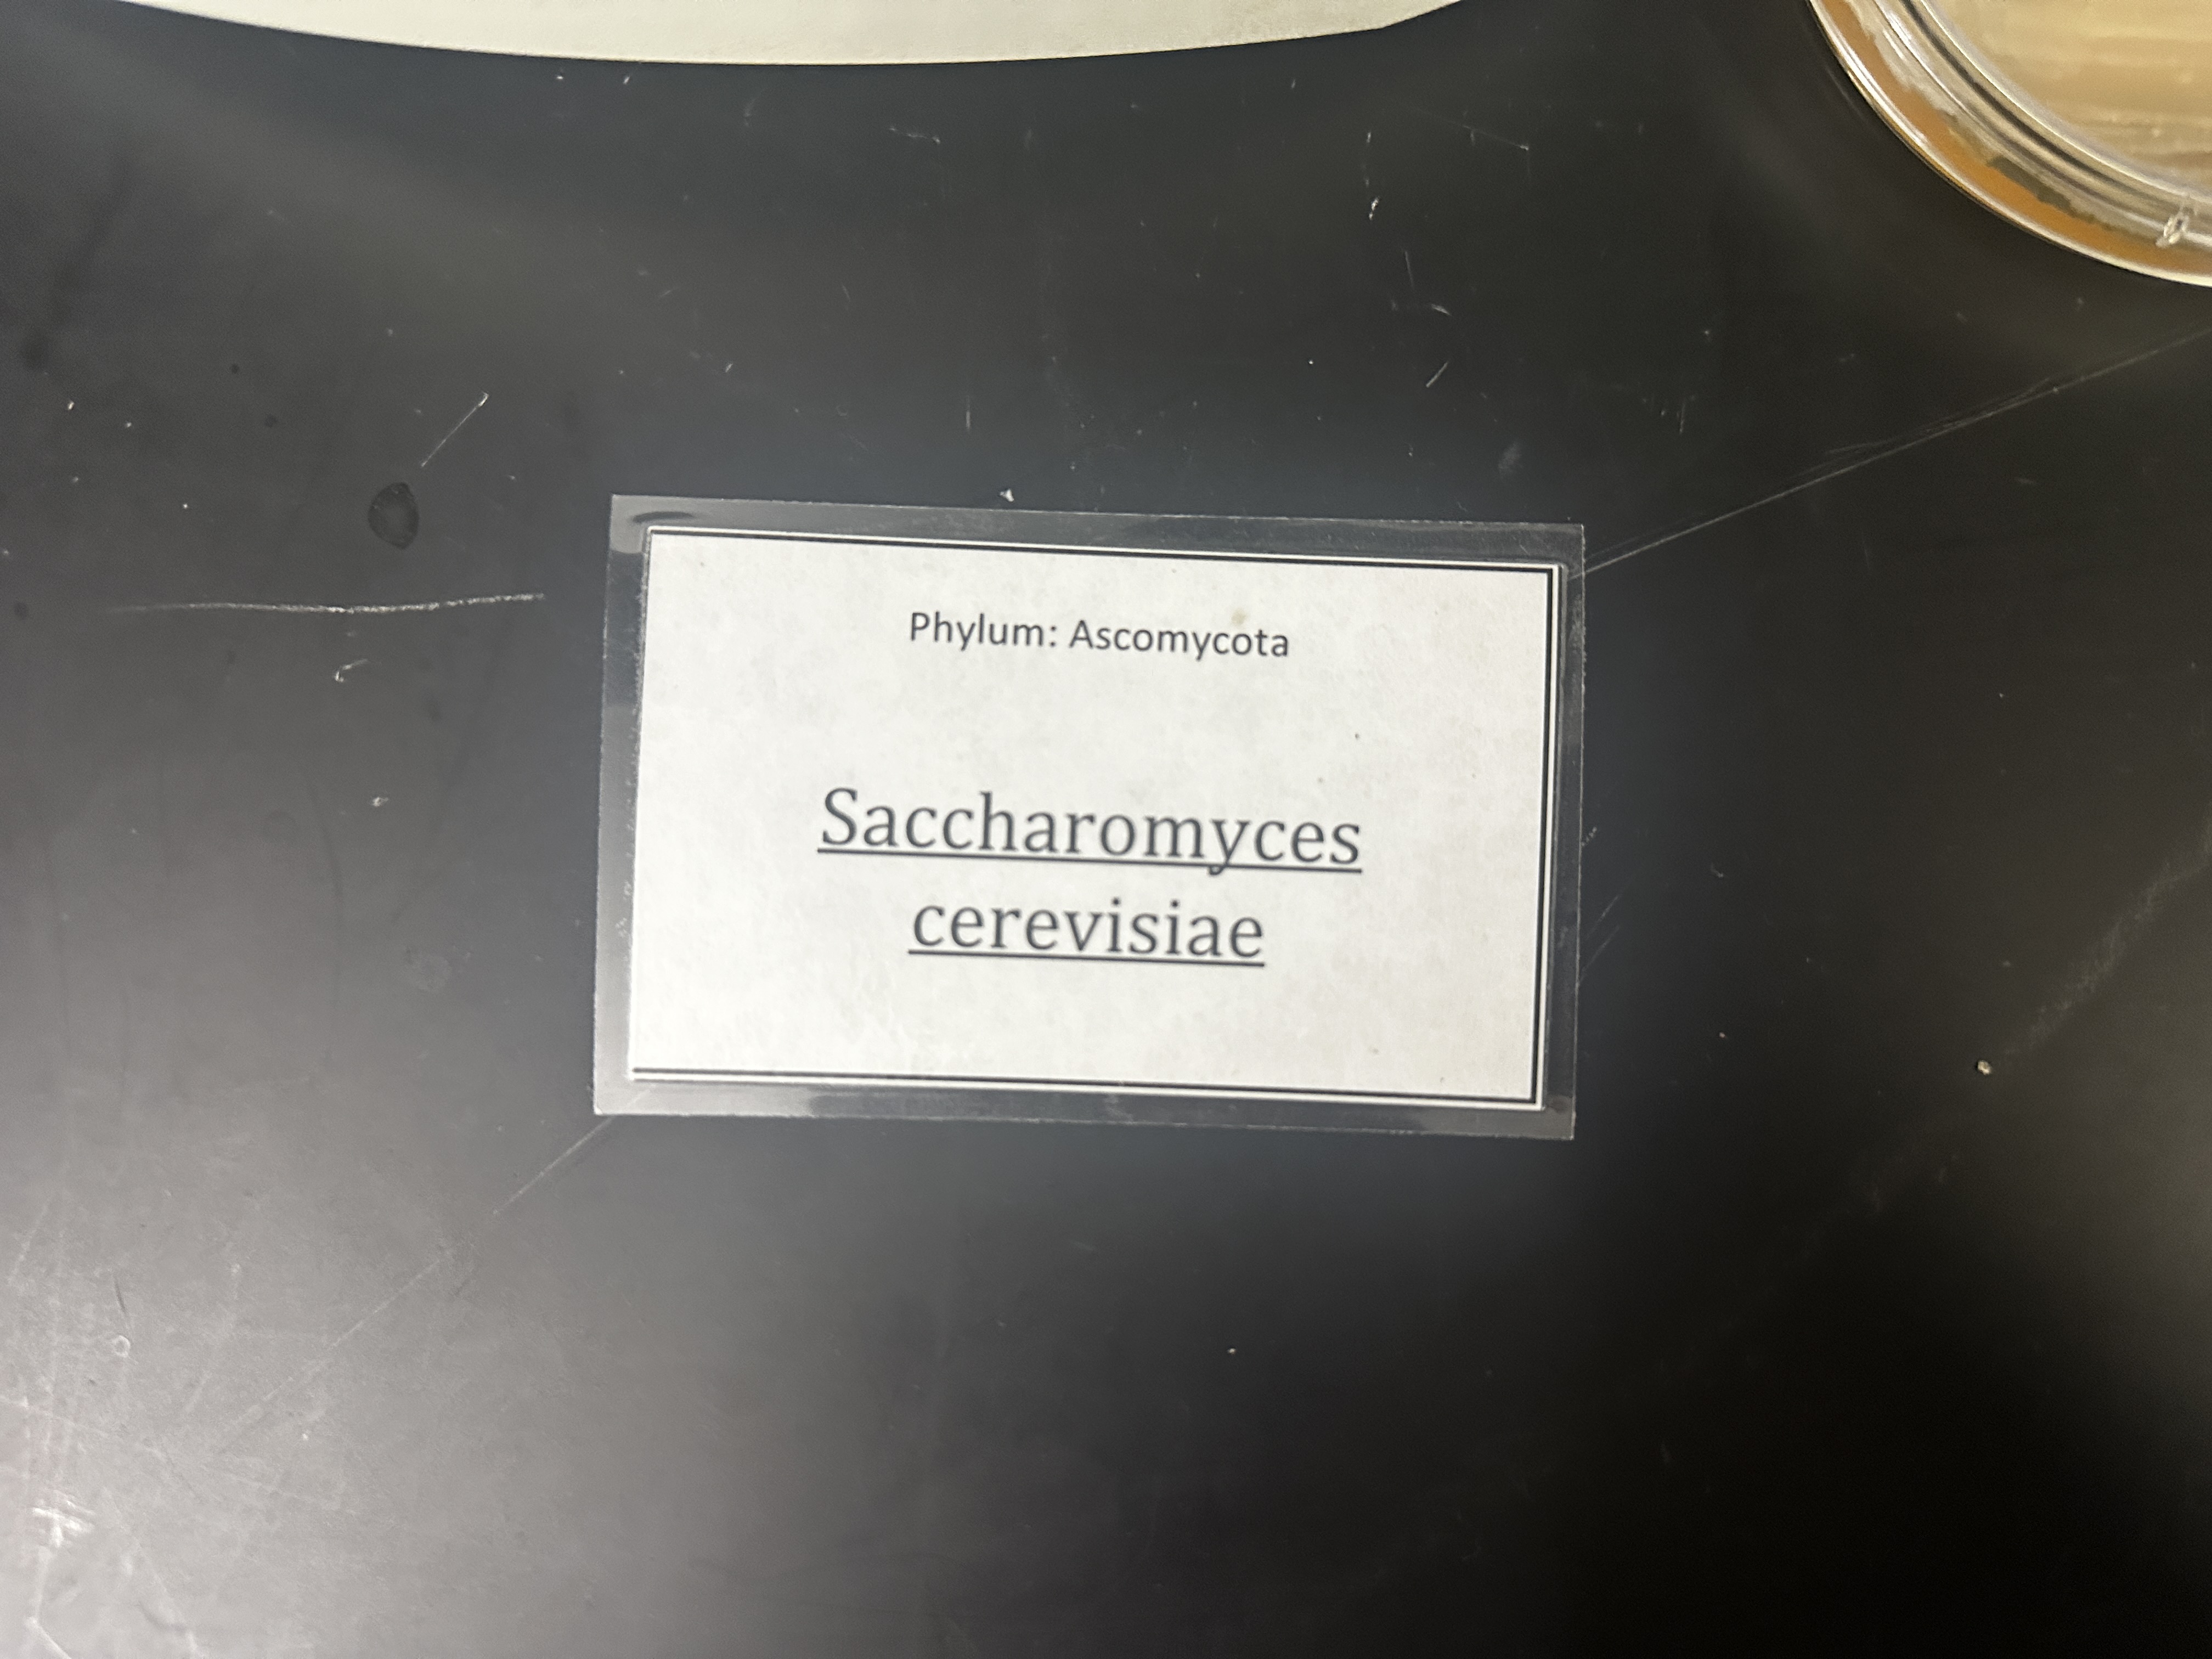 Phylum: Ascomycota
Saccharomyces
cerevisiae